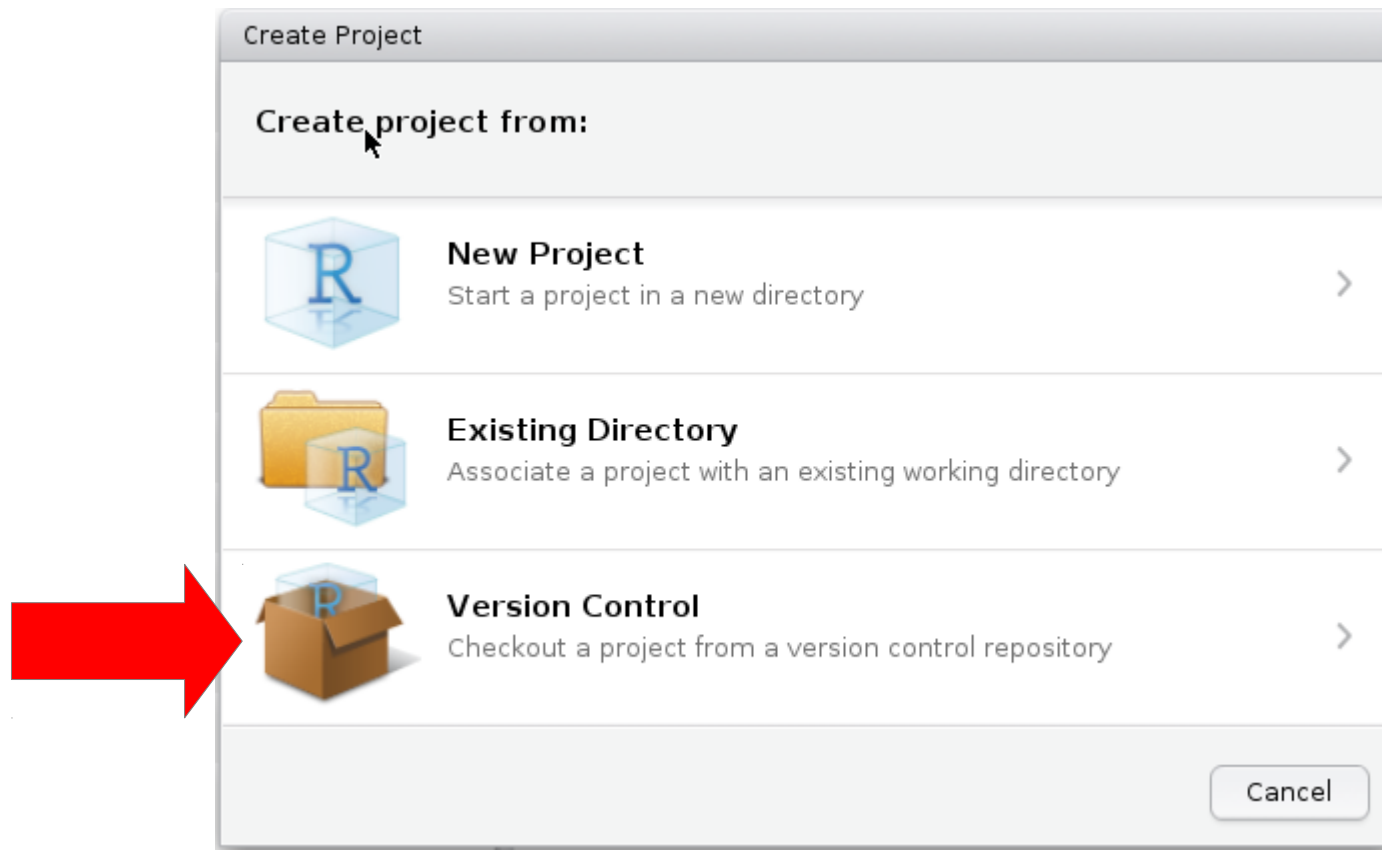 Create Project
Create project from:
R
New Project
Start a project in a new directory
R
Existing Directory
Associate a project with an existing working directory
R
Version Control
Checkout a project from a version control repository
Cancel